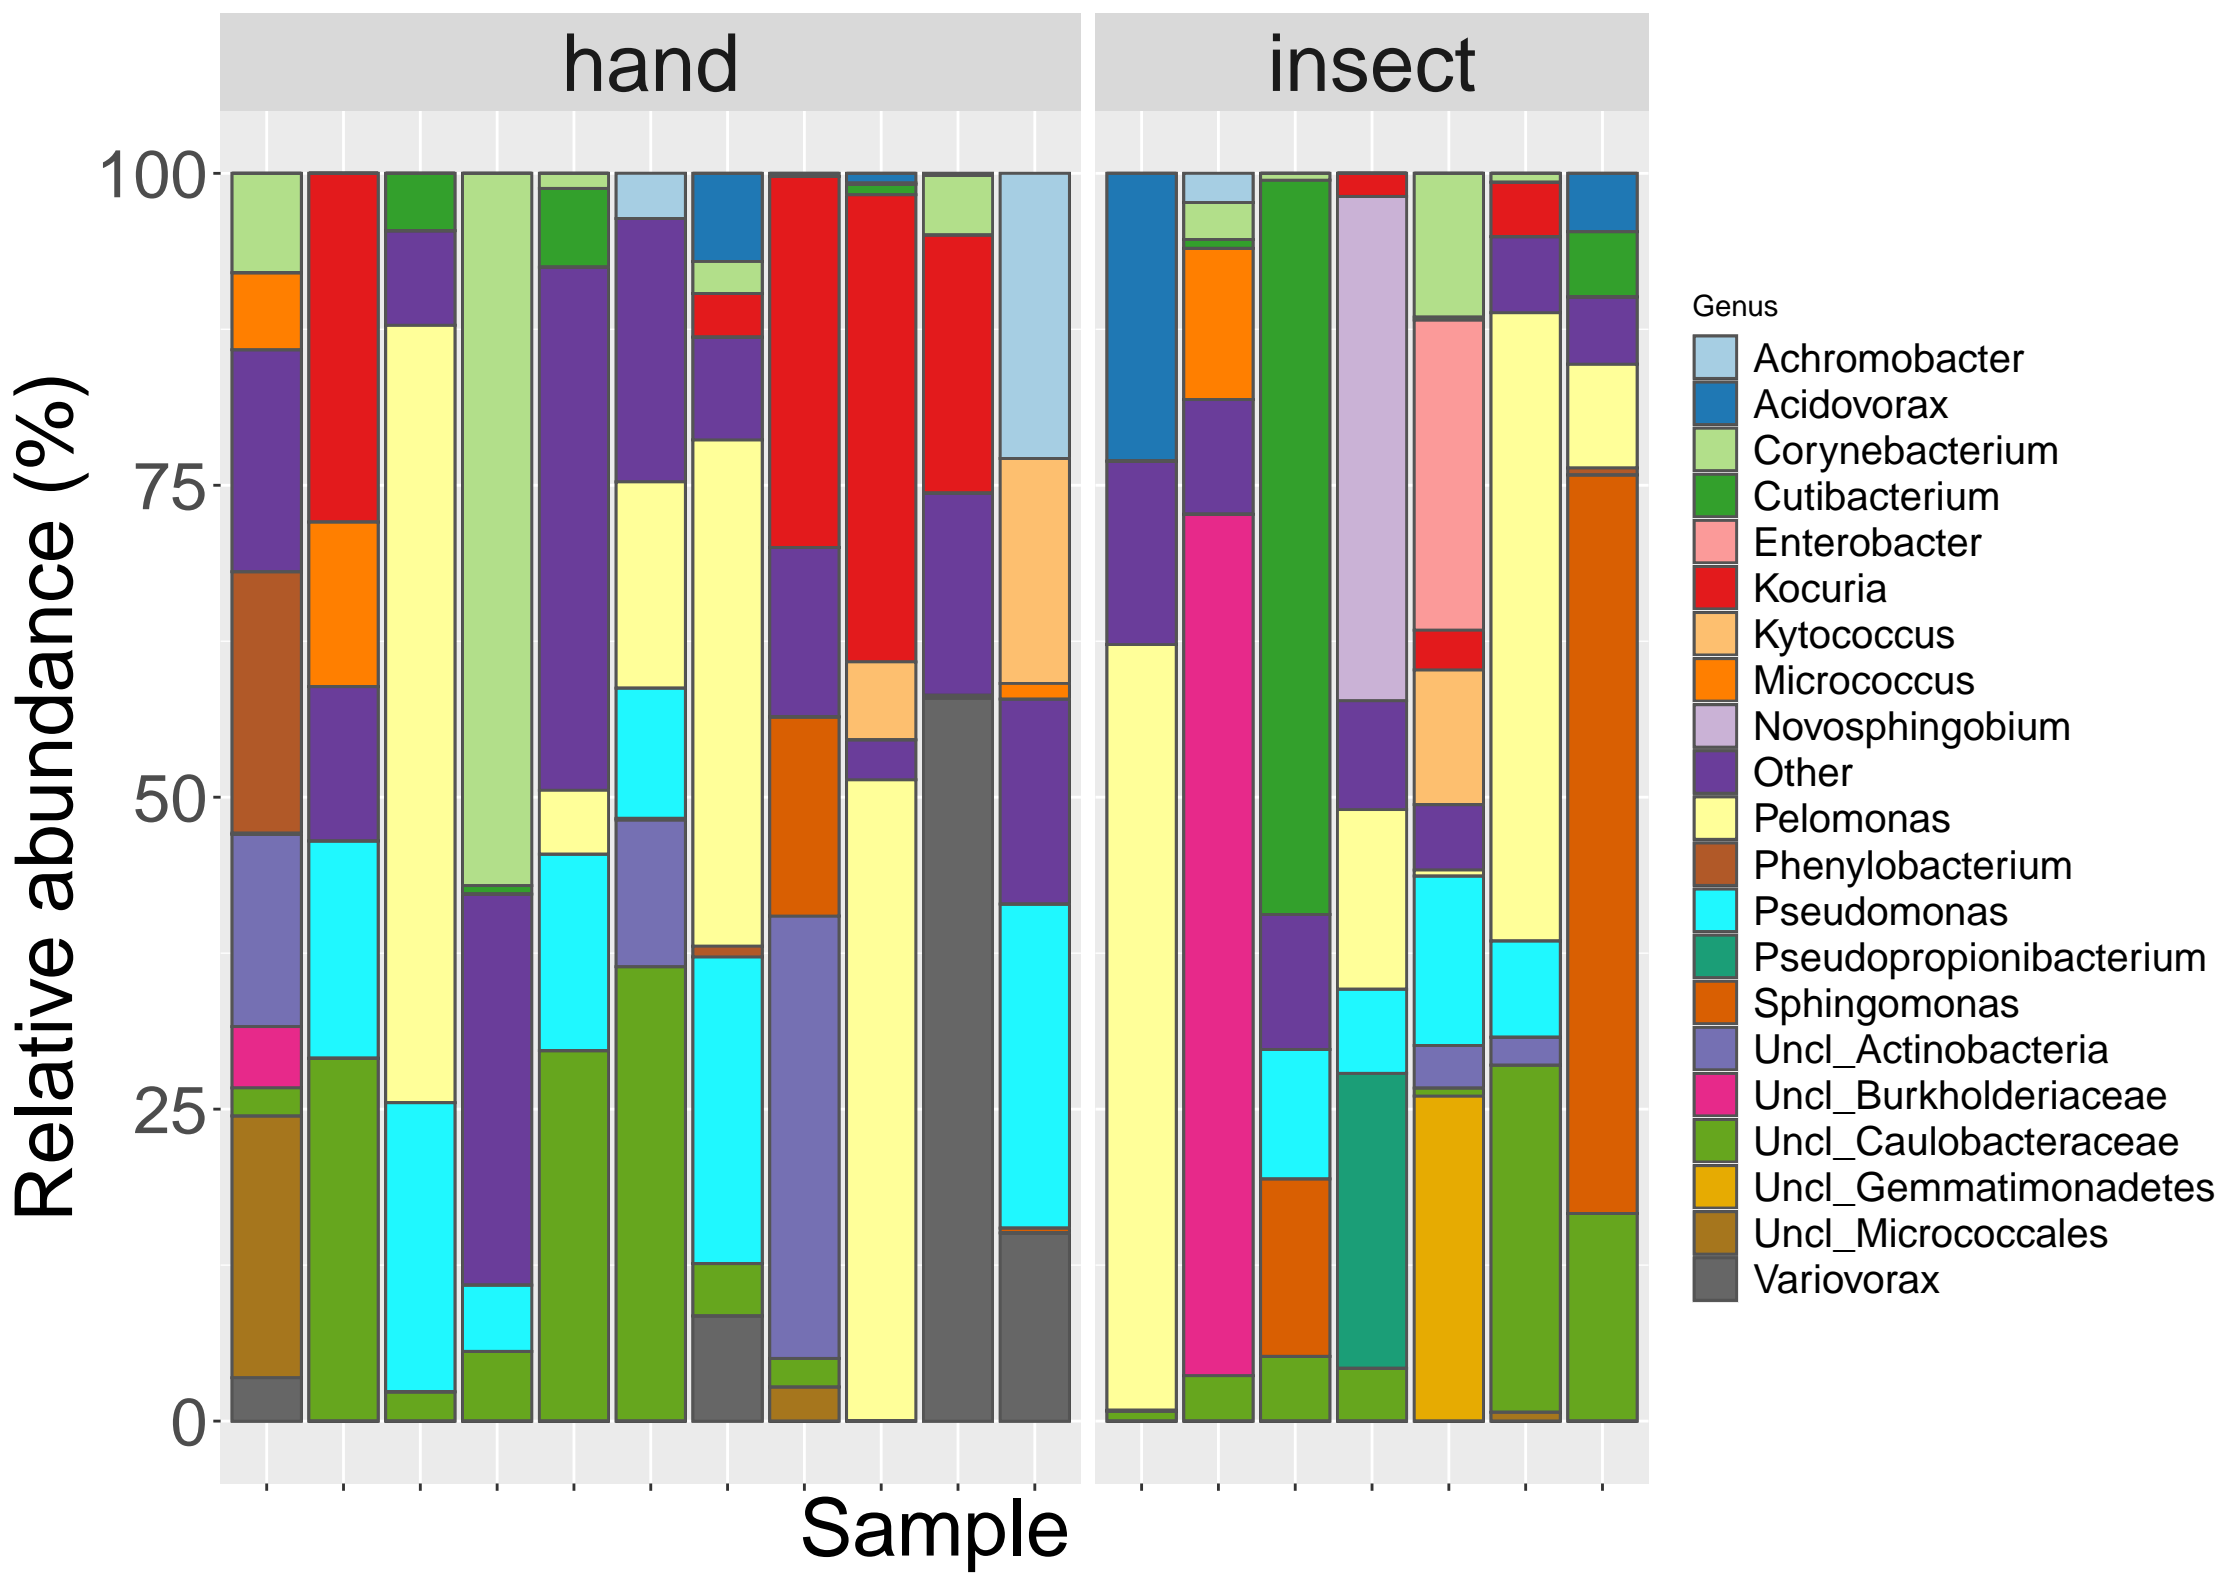 hand
insect
Relative abundance (%)
100
75
50
25
0
Sample
Genus
Achromobacter
Acidovorax
Corynebacterium
Cutibacterium
Enterobacter
Kocuria
Kytococcus
Micrococcus
Novosphingobium
Other
Pelomonas
Phenylobacterium
Pseudomonas
Pseudopropionibacterium
Sphingomonas
Uncl_Actinobacteria
Uncl_Burkholderiaceae
Uncl_Caulobacteraceae
Uncl_Gemmatimonadetes
Uncl_Micrococcales
Variovorax